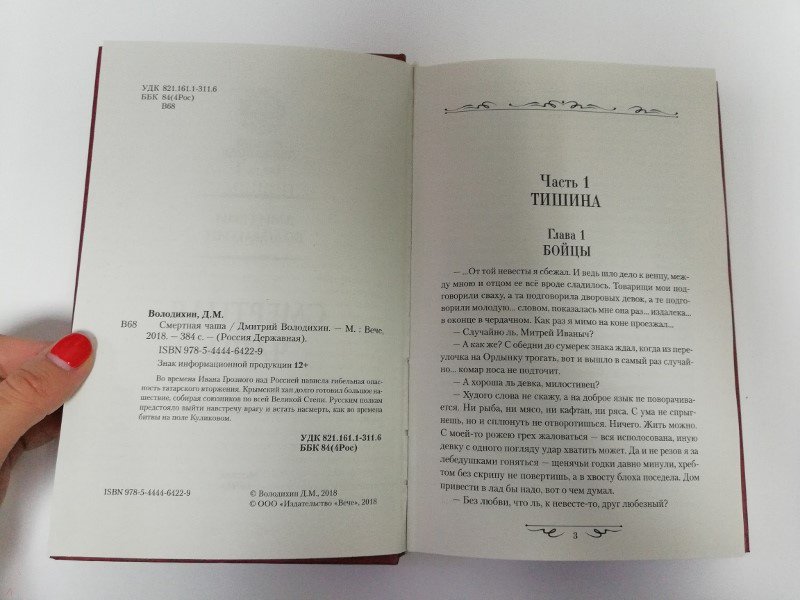 УДК 821.161.1-311.6
ББК 84(4Рос)
В68
Володихин, Д.М.
В68 Смертная чаша / Дмитрий Володихин. — М. : Вече,
2018. — 384 с. — (Россия Державная).
ISBN 978-5-4444-6422-9
Знак информационной продукции 12+
Во времена Ивана Грозного над Россией нависла гибельная опас-
ность татарского вторжения. Крымский хан долго готовил большое на-
шествие, собирая союзников по всей Великой Степи. Русским полкам
предстояло выйти навстречу врагу и встать насмерть, как во времена
битвы на поле Куликовом.
УДК 821.161.1-311.6
ББК 84(4Рос)
ISBN 978-5-4444-6422-9
© Володихин Д.М., 2018
© ООО «Издательство «Вече», 2018
Часть 1
ТИШИНА
Глава 1
БОЙЦЫ
— ...От той невесты я сбежал. И ведь шло дело к венцу, меж-
ду мною и отцом ее всё вроде сладилось. Товарищи мои под-
говорили сваху, а та подговорила дворовых девок, а те подго-
ворили молодую... словом, показалась мне она раз... издалека...
в оконце в чердачном. Как раз я мимо на коне проезжал...
— Случайно ль, Митрей Иваныч?
— А как же? С обедни до сумерек знака ждал, когда из пере-
улочка на Ордынку трогать, вот и вышло в самый раз случай-
но... комар носа не подточит.
— А хороша ль девка, милостивец?
— Худого слова не скажу, а на доброе язык не поворачива-
ется. Ни рыба, ни мясо, ни кафтан, ни ряса. С ума не спрыг-
нешь, но и сплюнуть не отворотишься. Ничего. Жить можно.
С моей-то рожею грех жаловаться — вся исполосована, иную
девку с одного погляду удар хватить может. Да и не резов я за
лебедушками гоняться — щенячьи годки давно минули, хреб-
том без скрипу не повертишь, а в хвосту блоха поседела. Дом
привести в лад бы надо, вот о чем думал.
— Без любви, что ль, к невесте-то, друг любезный?
3